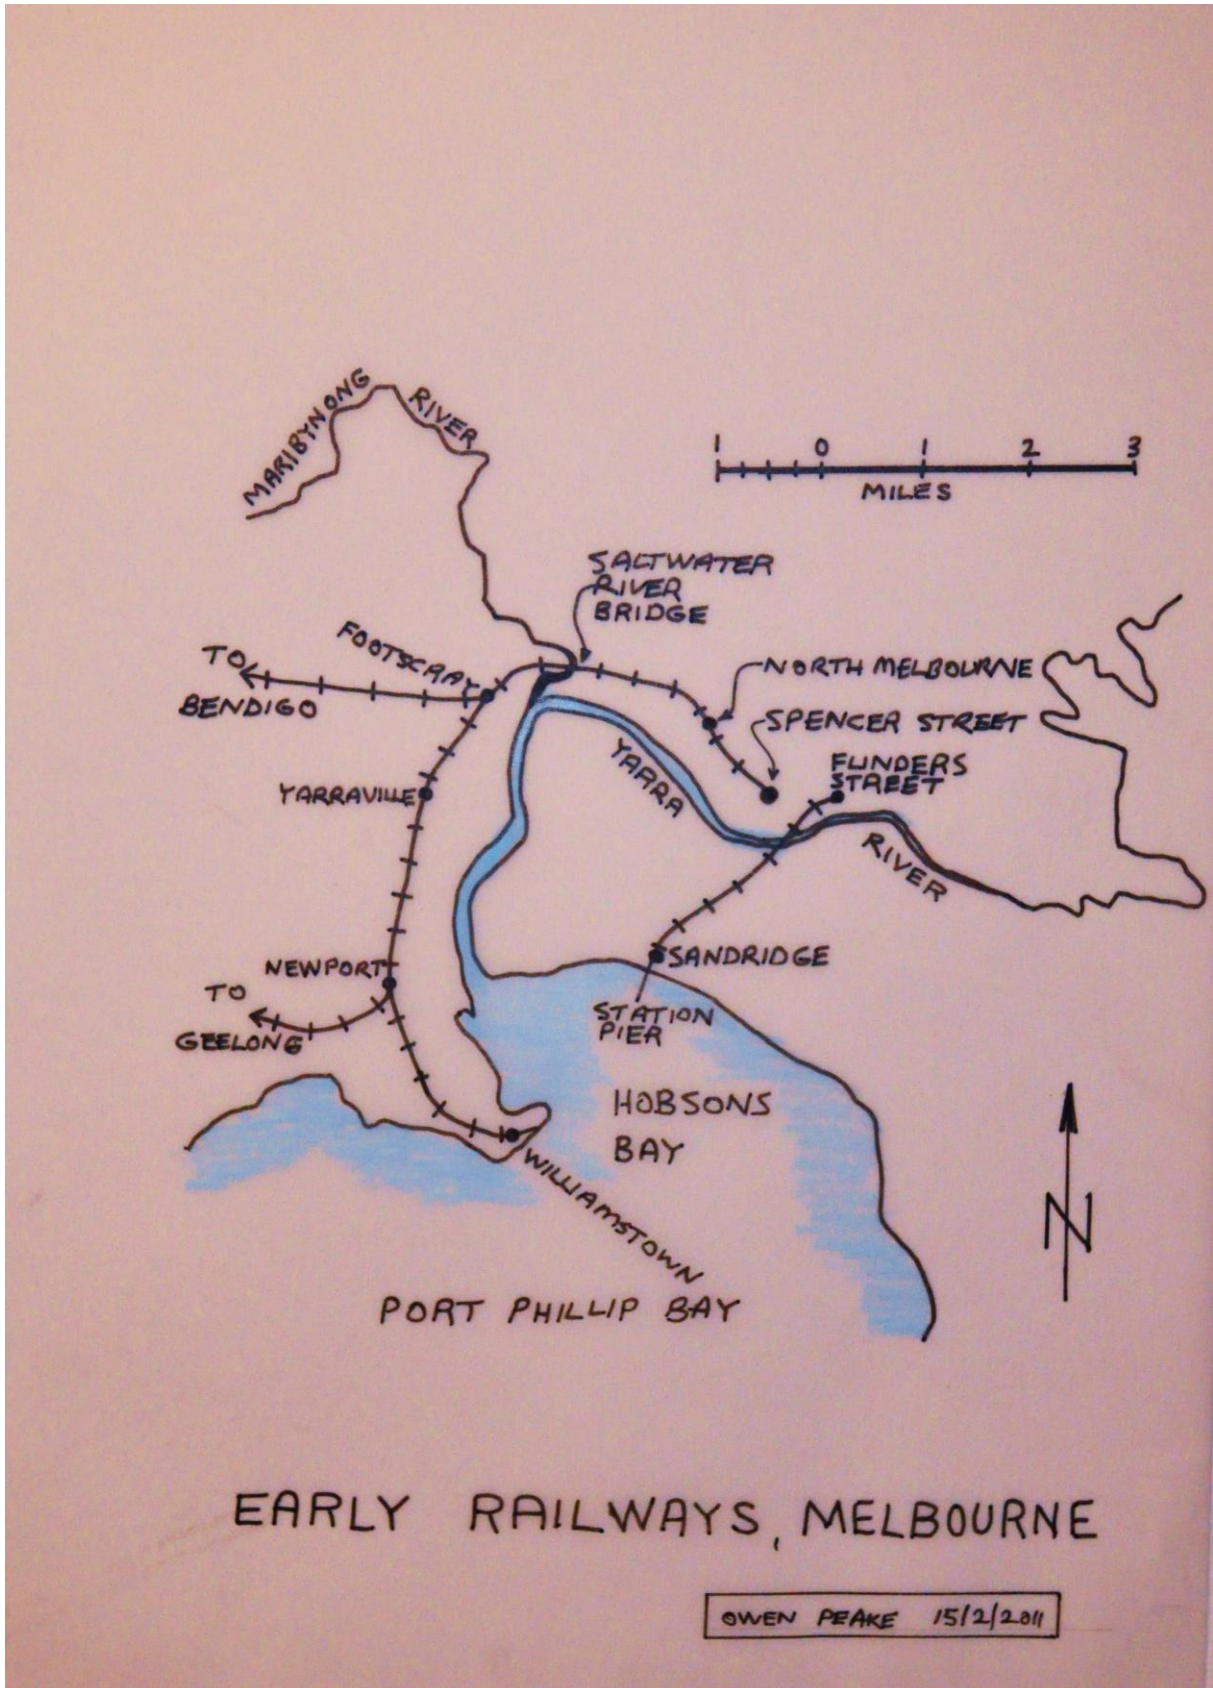 MARIBYNONG RIVER
1 0 1 2 3
MILES
SALTWATER
RIVER
BRIDGE
FOOTSCRAY
TO
BENDIGO
NORTH MELBOURNE
SPENCER STREET
FLINDERS
STREET
YARRAVILLE
YARRA RIVER
NEWPORT
SANDRIDGE
TO
GEELONG
STATION
PIER
HOBSONS
BAY
WILLIAMSTOWN
N
PORT PHILLIP BAY
EARLY RAILWAYS, MELBOURNE
OWEN PEAKE 15/2/2011